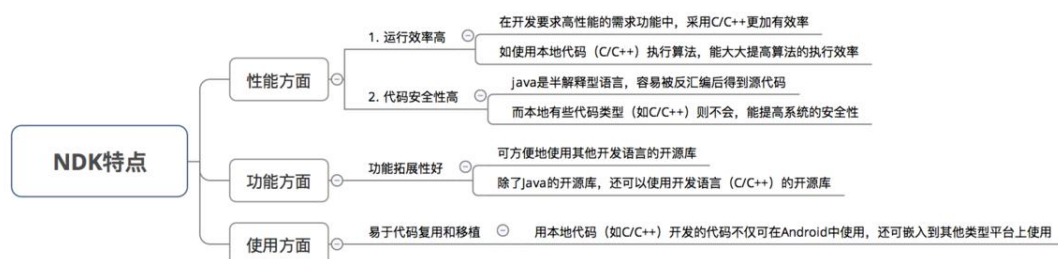 NDK特点
性能方面
1. 运行效率高
在开发要求高性能的需求功能中，采用C/C++更加有效率
如使用本地代码（C/C++）执行算法，能大大提高算法的执行效率
2. 代码安全性高
java是半解释型语言，容易被反汇编后得到源代码
而本地有些代码类型（如C/C++）则不会，能提高系统的安全性
功能方面
功能拓展性好
可方便地使用其他开发语言的开源库
除了Java的开源库，还可以使用开发语言（C/C++）的开源库
使用方面
易于代码复用和移植
用本地代码（如C/C++）开发的代码不仅可在Android中使用，还可嵌入到其他类型平台上使用